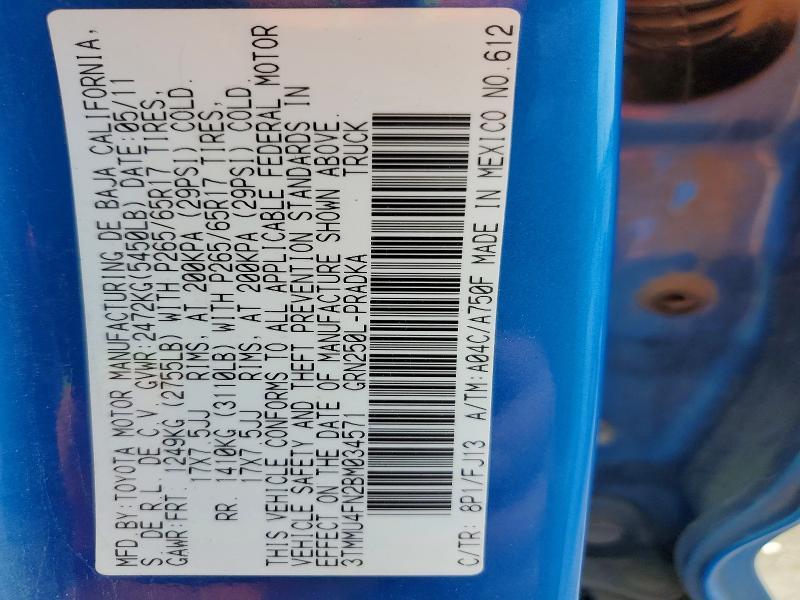 MFD. BY: TOYOTA MOTOR MANUFACTURING DE BAJA CALIFORNIA,
S. DE R.L. DE C.V. GVWR:2472KG(5450LB) DATE:05/11
GAWR:FRT. 1249KG (2755LB) WITH P265/65R17 TIRES,
17X7.5JJ RIMS, AT 200KPA (29PSI) COLD.
RR. 1410KG (3110LB) WITH P265/65R17 TIRES,
17X7.5JJ RIMS, AT 200KPA (29PSI) COLD.
THIS VEHICLE CONFORMS TO ALL APPLICABLE FEDERAL MOTOR
VEHICLE SAFETY AND THEFT PREVENTION STANDARDS IN
EFFECT ON THE DATE OF MANUFACTURE SHOWN ABOVE.
3TMMU4FN2BM034571 GRN250L-PRADKA TRUCK
C/TR: 8P1/FJ13 A/TM:A04C/A750F MADE IN MEXICO NO.612